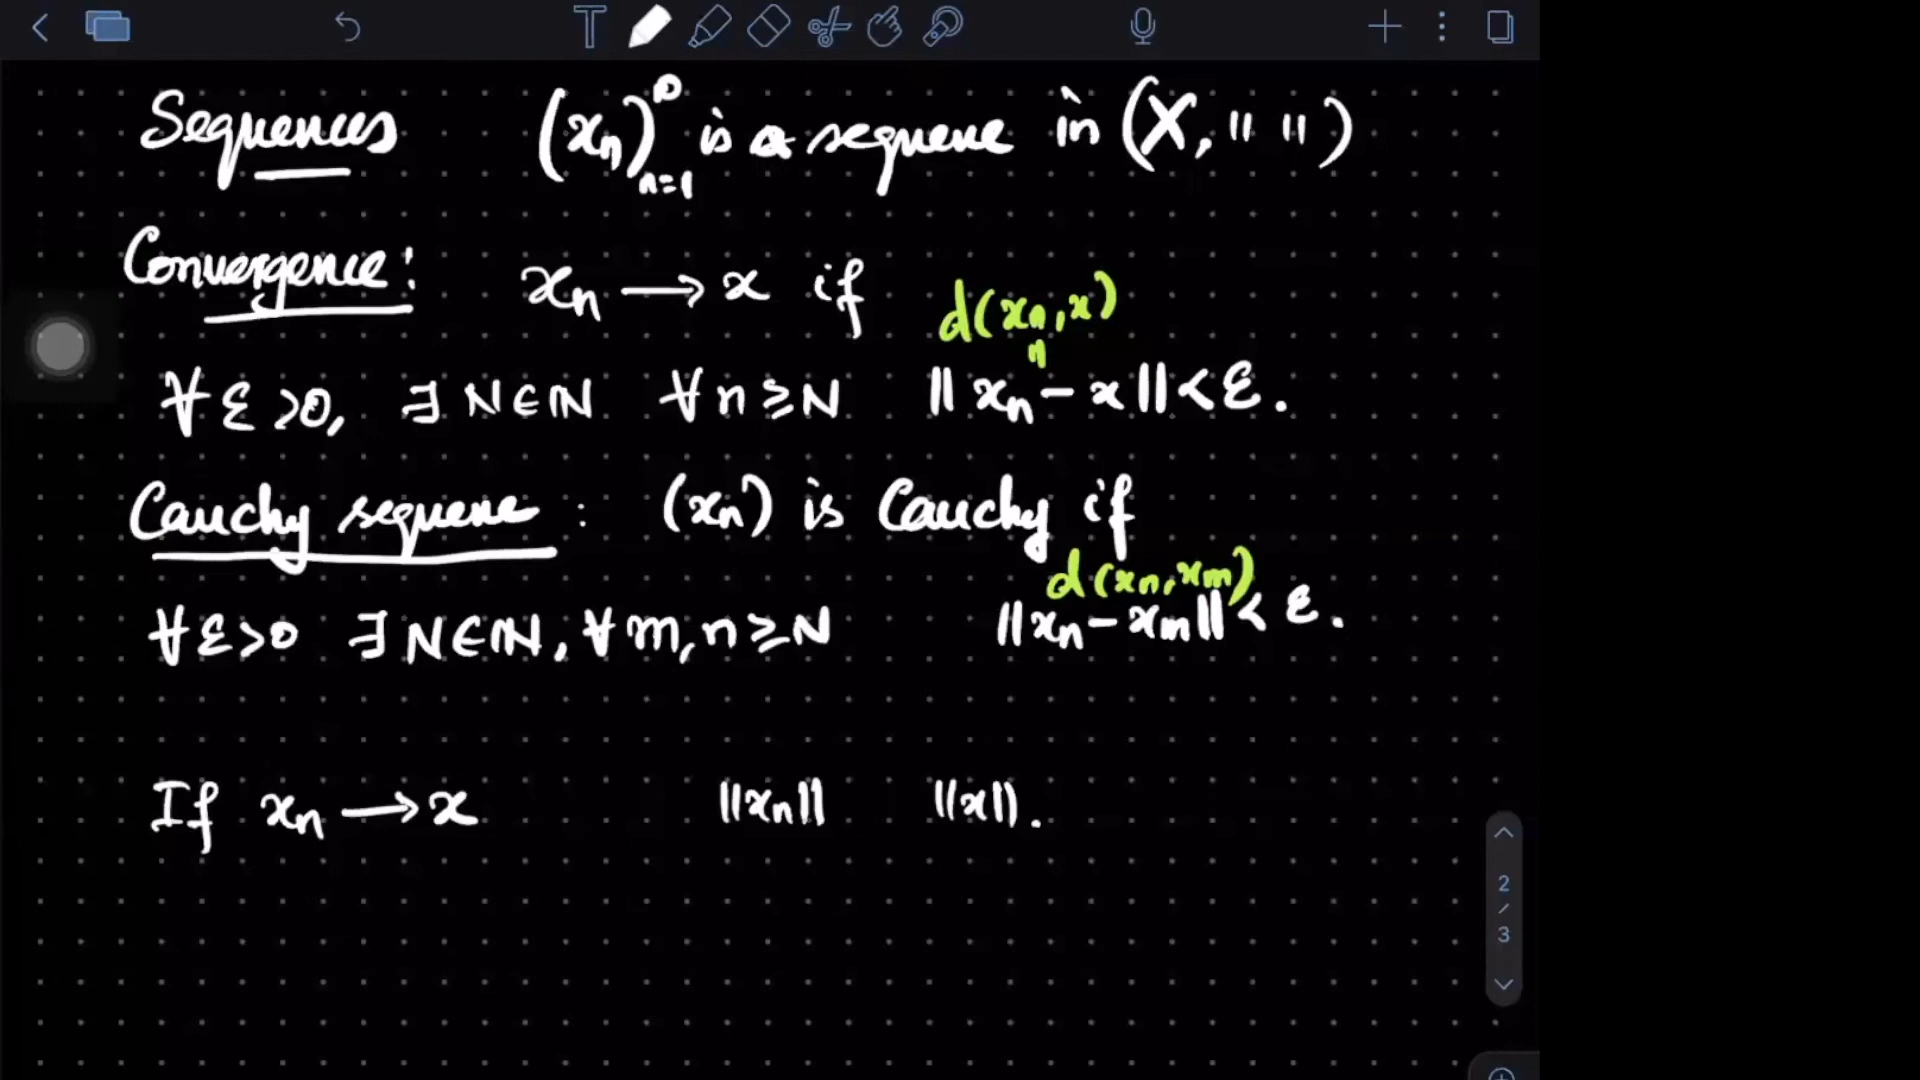 Sequences (xₙ)^∞_{n=1} is a sequence in (X, || ||)
Convergence: xₙ → x if
d(xₙ, x)
∀ ε > 0, ∃ N ∈ ℕ ∀ n ≥ N || xₙ - x || < ε.
Cauchy sequence : (xₙ) is Cauchy if
d(xₙ, xₘ)
∀ ε > 0 ∃ N ∈ ℕ, ∀ m, n ≥ N ||xₙ - xₘ|| < ε.
If xₙ → x ||xₙ|| ||x||.
2
/
3